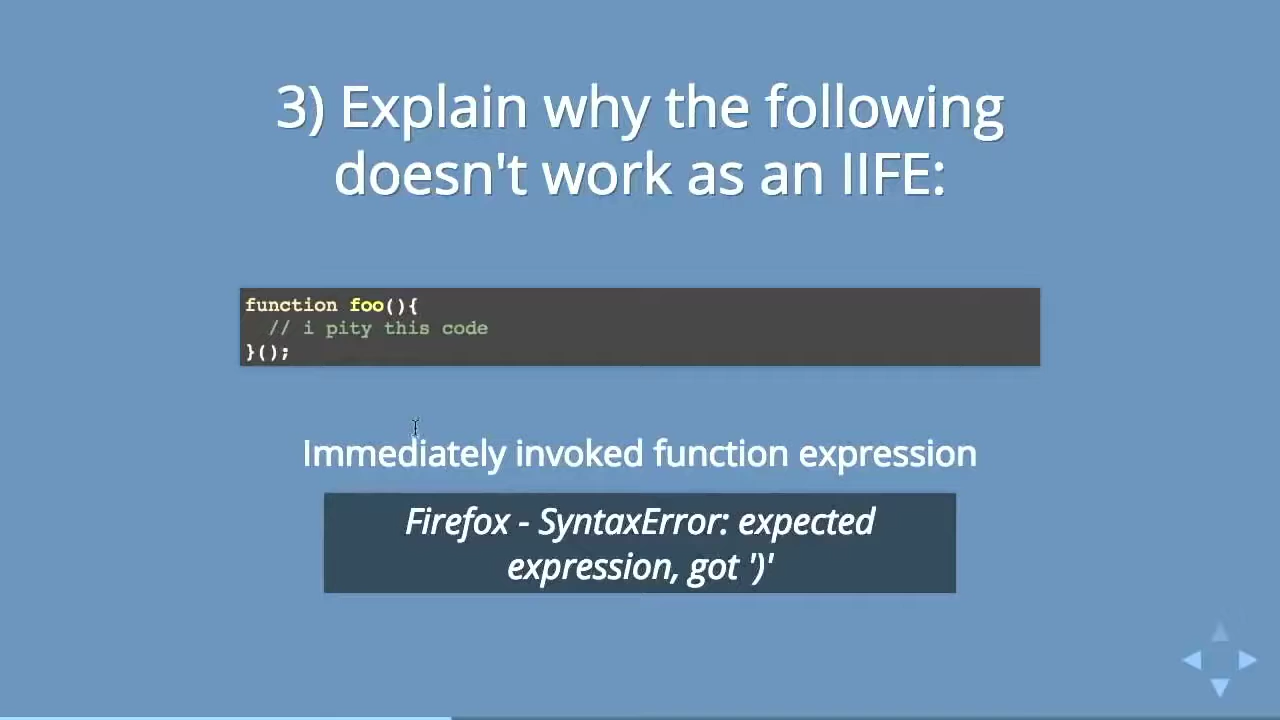 3) Explain why the following
doesn't work as an IIFE:
function foo(){
  // i pity this code
}();
Immediately invoked function expression
Firefox - SyntaxError: expected
expression, got ')'